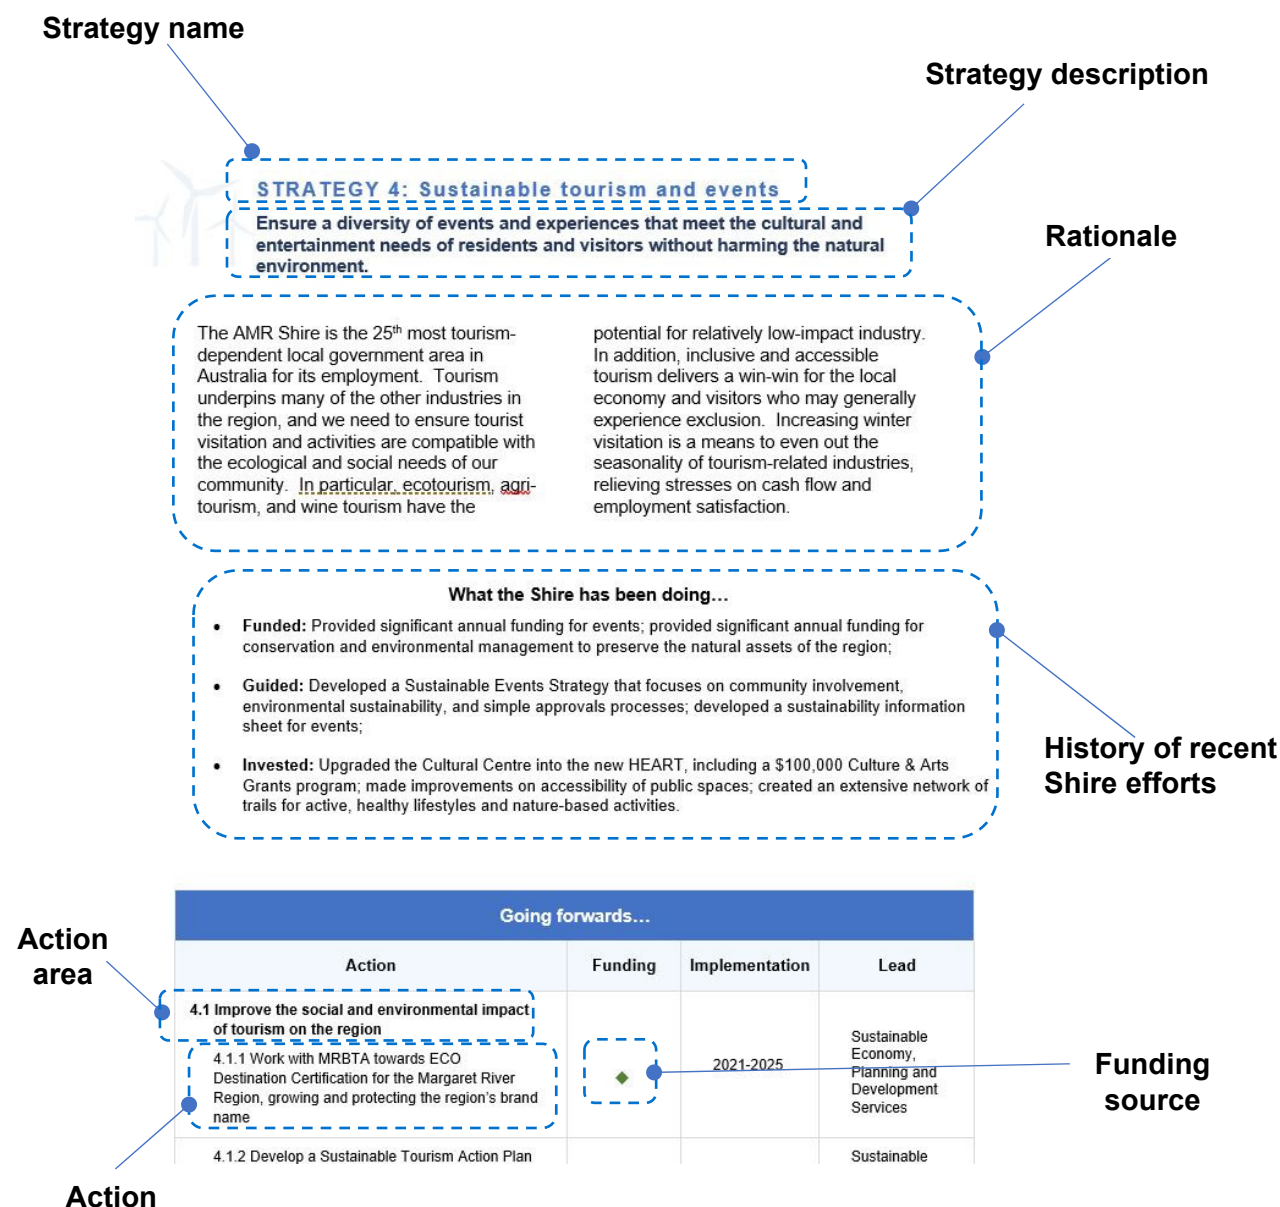 Strategy name
Strategy description
STRATEGY 4: Sustainable tourism and events
Ensure a diversity of events and experiences that meet the cultural and
entertainment needs of residents and visitors without harming the natural
environment.
Rationale
The AMR Shire is the 25th most tourism-
dependent local government area in
Australia for its employment. Tourism
underpins many of the other industries in
the region, and we need to ensure tourist
visitation and activities are compatible with
the ecological and social needs of our
community. In particular, ecotourism, agri-
tourism, and wine tourism have the
potential for relatively low-impact industry.
In addition, inclusive and accessible
tourism delivers a win-win for the local
economy and visitors who may generally
experience exclusion. Increasing winter
visitation is a means to even out the
seasonality of tourism-related industries,
relieving stresses on cash flow and
employment satisfaction.
What the Shire has been doing…
• Funded: Provided significant annual funding for events; provided significant annual funding for
conservation and environmental management to preserve the natural assets of the region;
• Guided: Developed a Sustainable Events Strategy that focuses on community involvement,
environmental sustainability, and simple approvals processes; developed a sustainability information
sheet for events;
• Invested: Upgraded the Cultural Centre into the new HEART, including a $100,000 Culture & Arts
Grants program; made improvements on accessibility of public spaces; created an extensive network of
trails for active, healthy lifestyles and nature-based activities.
History of recent
Shire efforts
Going forwards…
Action
Funding
Implementation
Lead
Action
area
4.1 Improve the social and environmental impact
of tourism on the region
4.1.1 Work with MRBTA towards ECO
Destination Certification for the Margaret River
Region, growing and protecting the region's brand
name
2021-2025
Sustainable
Economy,
Planning and
Development
Services
Funding
source
4.1.2 Develop a Sustainable Tourism Action Plan
Sustainable
Action